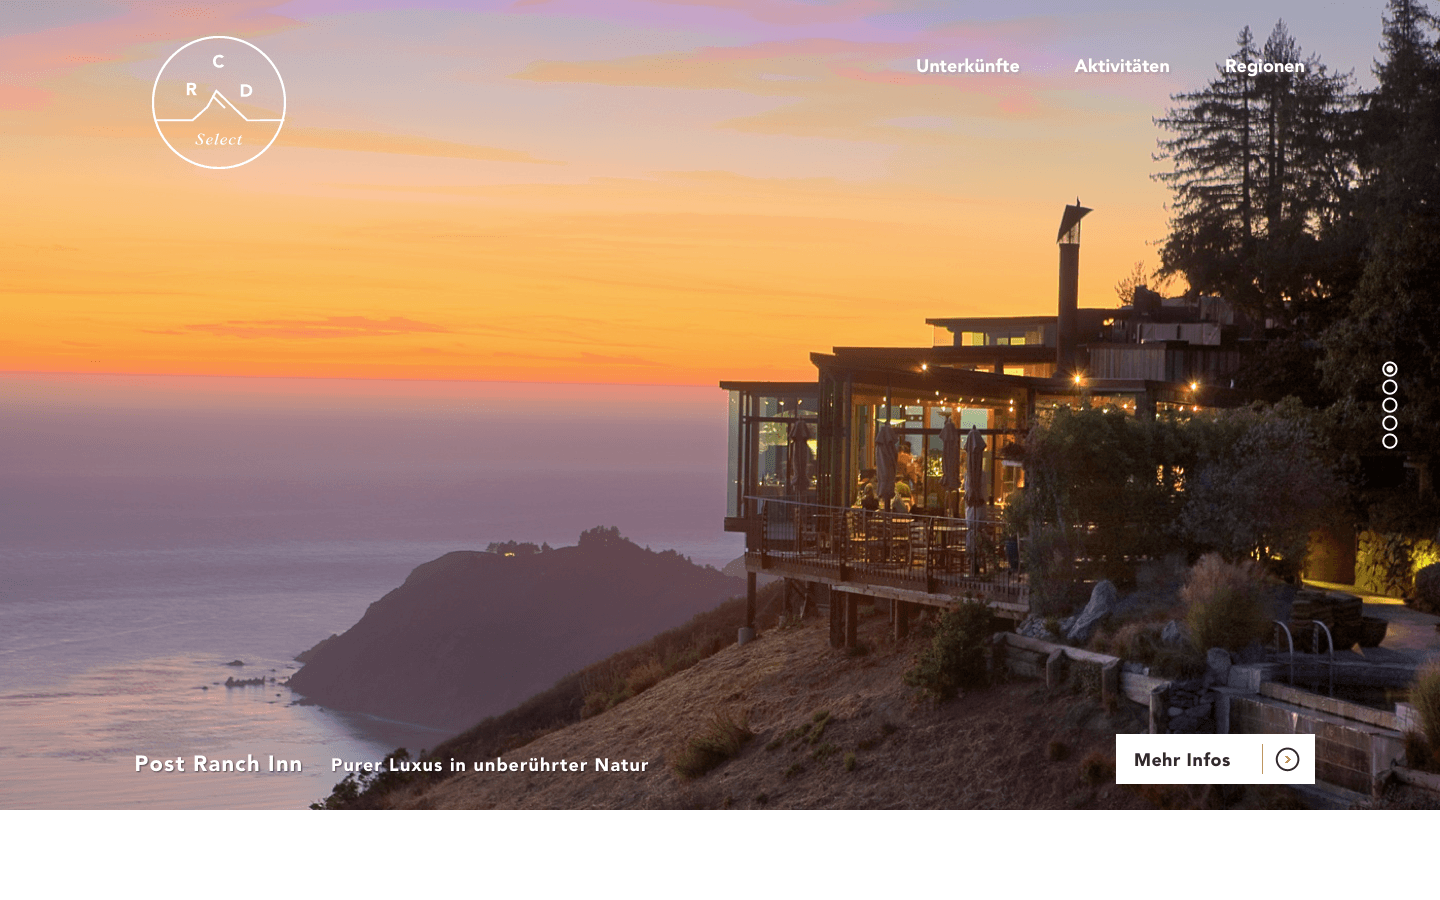 C
R D
Select
Unterkünfte Aktivitäten Regionen
Post Ranch Inn Purer Luxus in unberührter Natur
Mehr Infos